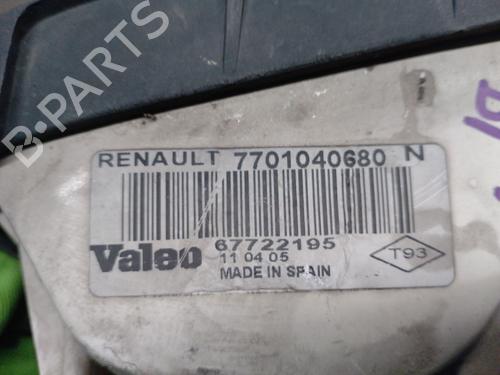 RENAULT 7701040680 N
Valeo 67722195
11 04 05
MADE IN SPAIN
T93
B-PARTS